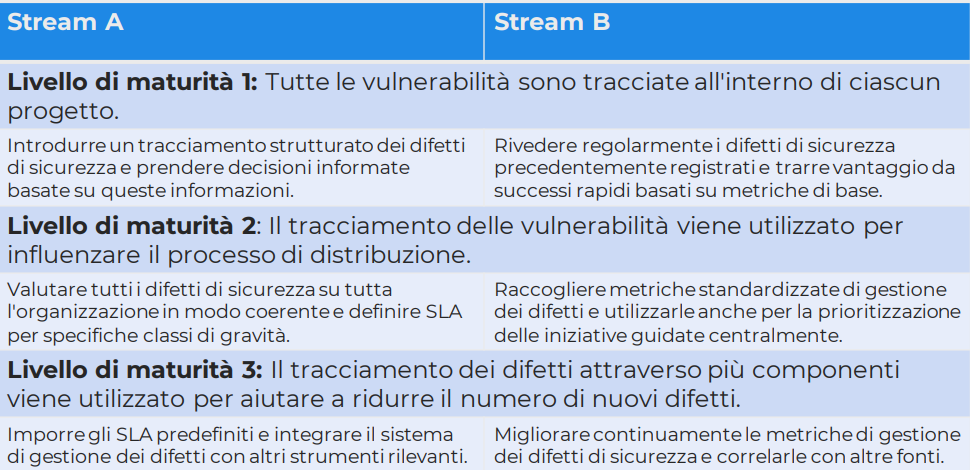 Stream A
Stream B
Livello di maturità 1: Tutte le vulnerabilità sono tracciate all'interno di ciascun
progetto.
Introdurre un tracciamento strutturato dei difetti
di sicurezza e prendere decisioni informate
basate su queste informazioni.
Rivedere regolarmente i difetti di sicurezza
precedentemente registrati e trarre vantaggio da
successi rapidi basati su metriche di base.
Livello di maturità 2: Il tracciamento delle vulnerabilità viene utilizzato per
influenzare il processo di distribuzione.
Valutare tutti i difetti di sicurezza su tutta
l'organizzazione in modo coerente e definire SLA
per specifiche classi di gravità.
Raccogliere metriche standardizzate di gestione
dei difetti e utilizzarle anche per la prioritizzazione
delle iniziative guidate centralmente.
Livello di maturità 3: Il tracciamento dei difetti attraverso più componenti
viene utilizzato per aiutare a ridurre il numero di nuovi difetti.
Imporre gli SLA predefiniti e integrare il sistema
di gestione dei difetti con altri strumenti rilevanti.
Migliorare continuamente le metriche di gestione
dei difetti di sicurezza e correlarle con altre fonti.